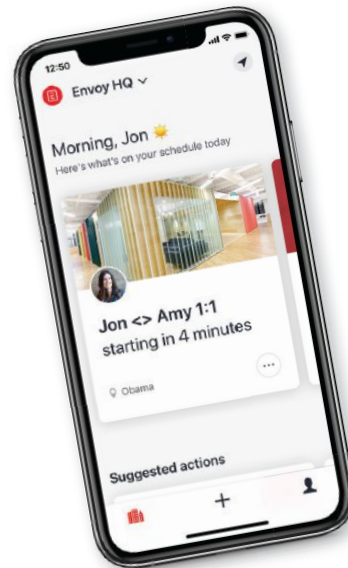 12:50
Envoy HQ
Morning, Jon ☀️
Here's what's on your schedule today
Jon <> Amy 1:1
starting in 4 minutes
Obama
Suggested actions